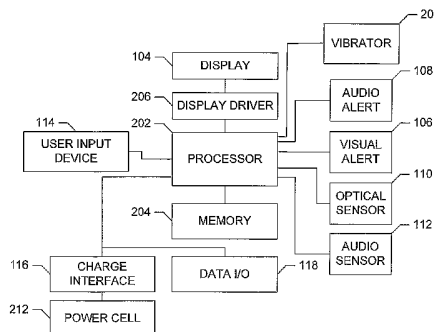 20
VIBRATOR
104
DISPLAY
108
AUDIO
ALERT
206
DISPLAY DRIVER
114
202
106
USER INPUT
DEVICE
PROCESSOR
VISUAL
ALERT
110
OPTICAL
SENSOR
204
MEMORY
112
AUDIO
SENSOR
116
CHARGE
INTERFACE
DATA I/O
118
212
POWER CELL